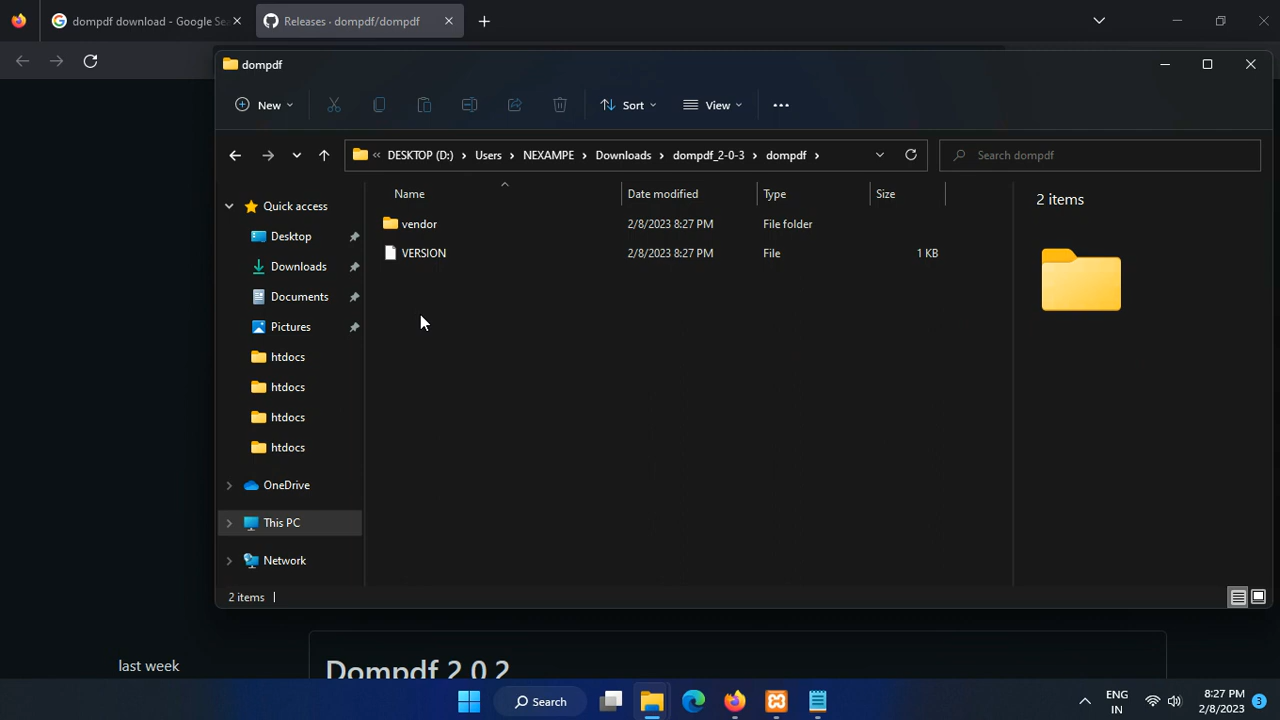 dompdf download - Google Se
Releases · dompdf/dompdf
dompdf
New
Sort
View
DESKTOP (D:) > Users > NEXAMPE > Downloads > dompdf_2-0-3 > dompdf >
Search dompdf
Name
Date modified
Type
Size
vendor 2/8/2023 8:27 PM File folder
VERSION 2/8/2023 8:27 PM File 1 KB
2 items
Quick access
Desktop
Downloads
Documents
Pictures
htdocs
htdocs
htdocs
htdocs
OneDrive
This PC
Network
2 items
last week
Dompdf 2.0.2
Search
ENG
IN
8:27 PM
2/8/2023
3